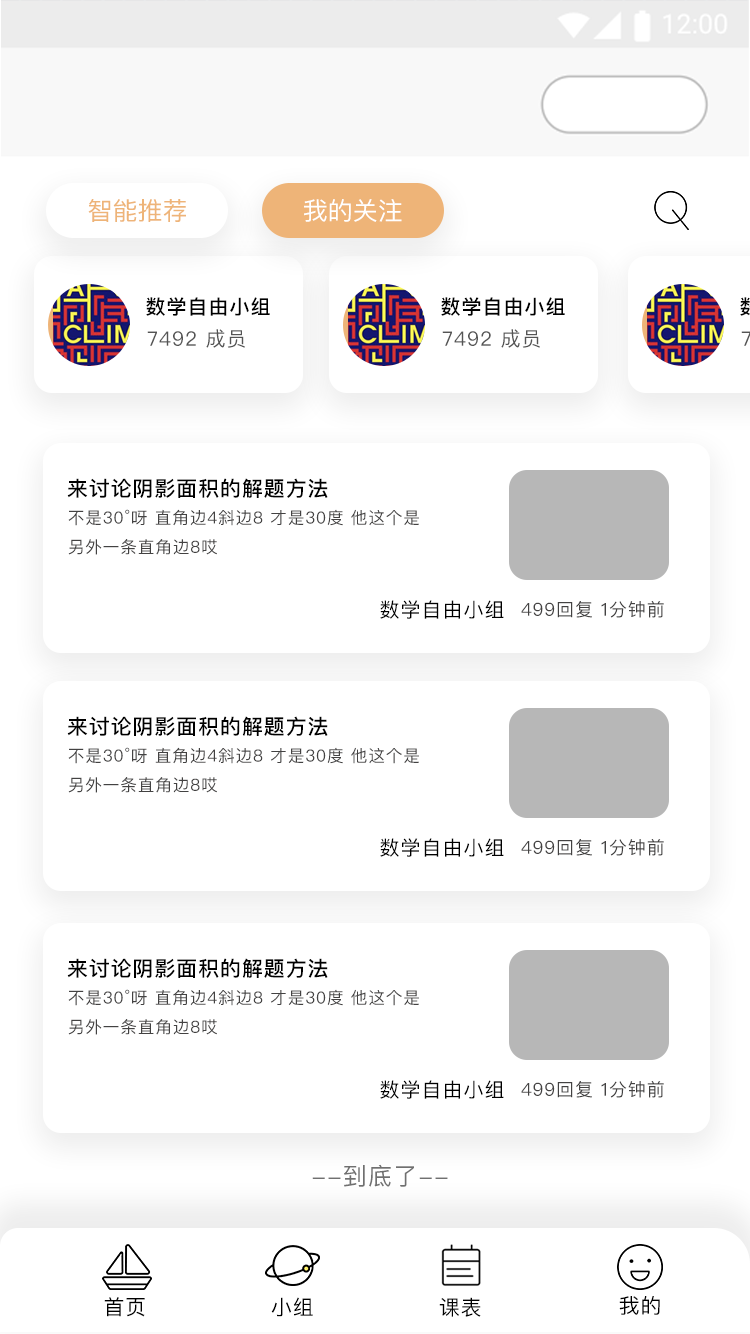 12:00
智能推荐
我的关注
数学自由小组
7492 成员
数学自由小组
7492 成员
来讨论阴影面积的解题方法
不是30°呀 直角边4斜边8 才是30度 他这个是
另外一条直角边8哎
数学自由小组 499回复 1分钟前
来讨论阴影面积的解题方法
不是30°呀 直角边4斜边8 才是30度 他这个是
另外一条直角边8哎
数学自由小组 499回复 1分钟前
来讨论阴影面积的解题方法
不是30°呀 直角边4斜边8 才是30度 他这个是
另外一条直角边8哎
数学自由小组 499回复 1分钟前
--到底了--
首页
小组
课表
我的